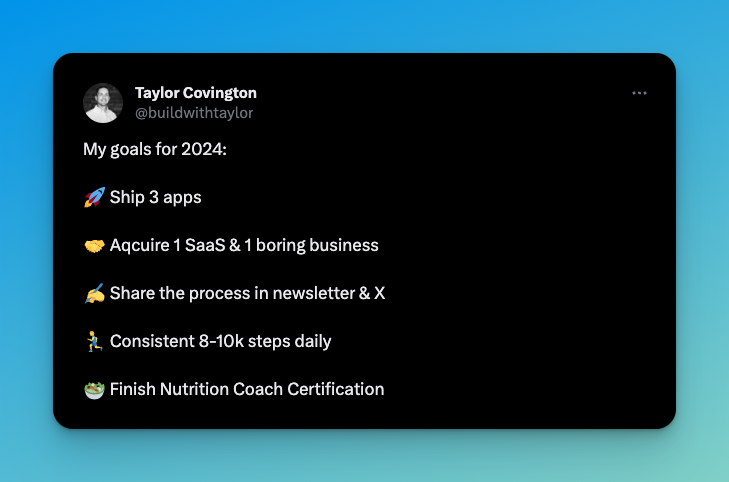 Taylor Covington
@buildwithtaylor
My goals for 2024:
🚀 Ship 3 apps
🤝 Aqcuire 1 SaaS & 1 boring business
✍️ Share the process in newsletter & X
🏃‍♂️ Consistent 8-10k steps daily
🥗 Finish Nutrition Coach Certification